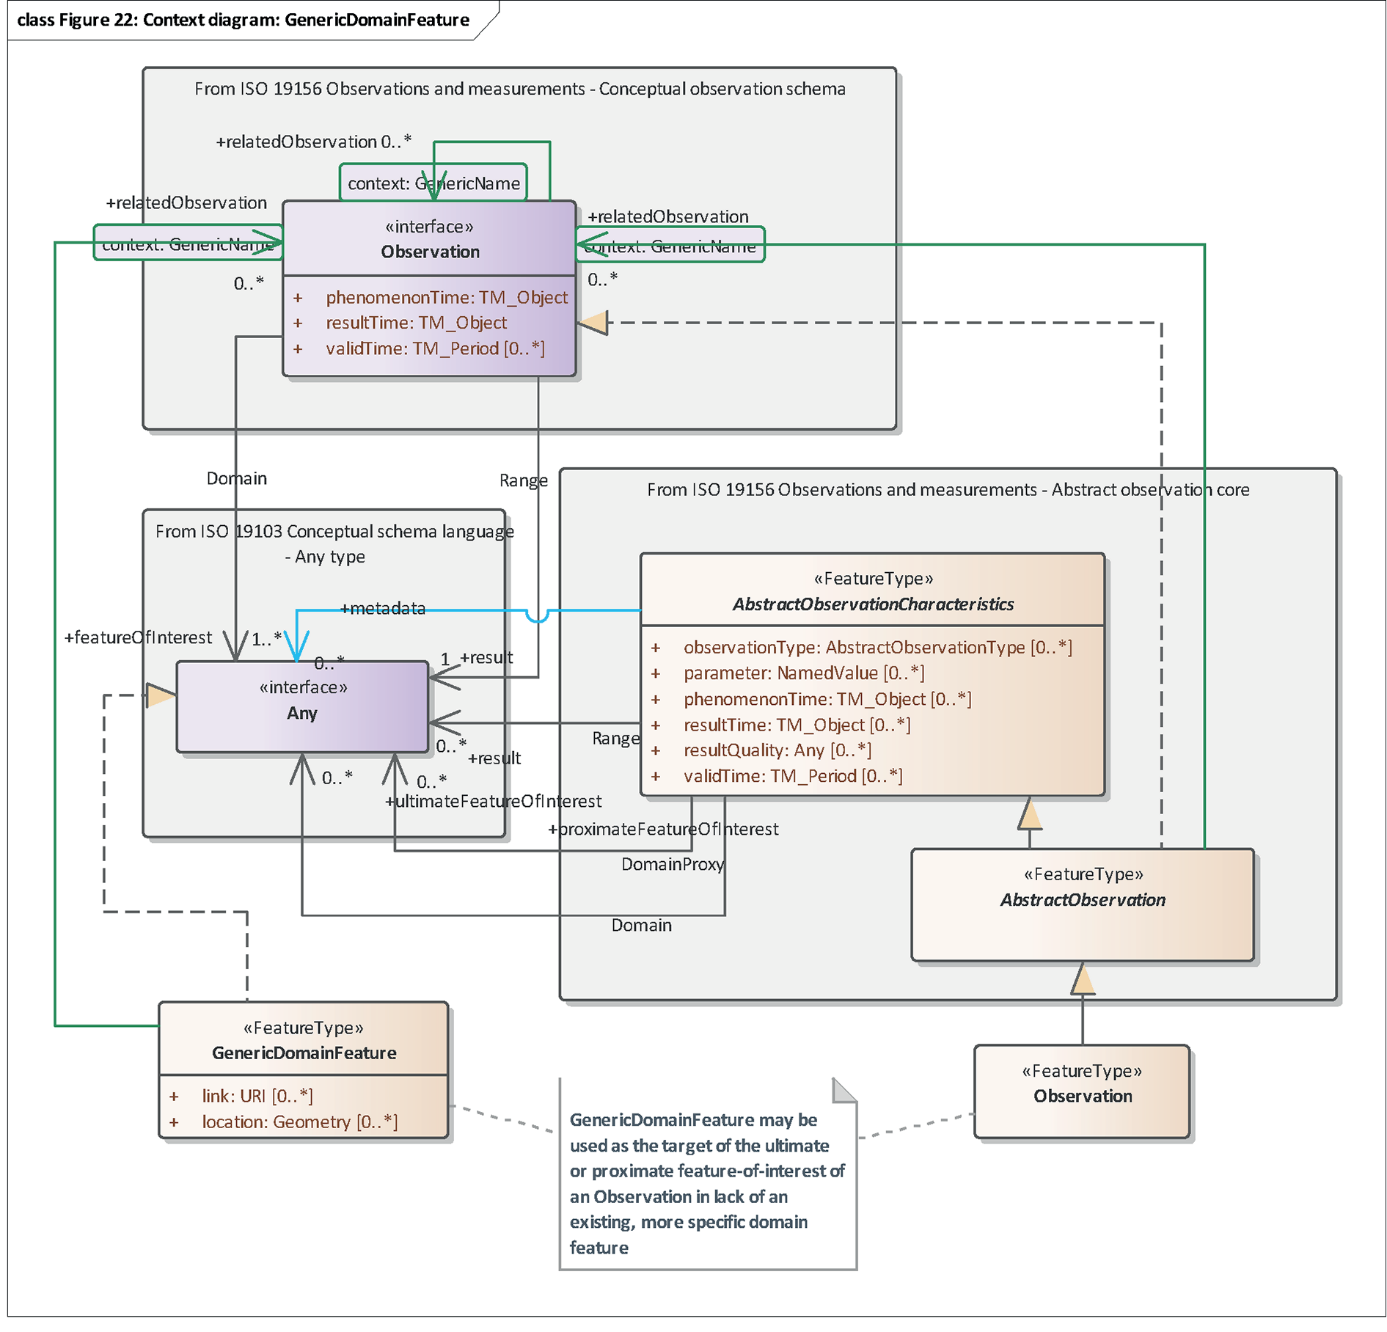 class Figure 22: Context diagram: GenericDomainFeature
From ISO 19156 Observations and measurements - Conceptual observation schema
+relatedObservation 0..*
context: GenericName
+relatedObservation
context: GenericName
0..*
+relatedObservation
context: GenericName
0..*
«interface»
Observation
+ phenomenonTime: TM_Object
+ resultTime: TM_Object
+ validTime: TM_Period [0..*]
Domain
Range
From ISO 19103 Conceptual schema language
- Any type
+metadata
+featureOfInterest
1..*
0..*
1
+result
«interface»
Any
0..*
+result
Range
0..*
0..*
+ultimateFeatureOfInterest
+proximateFeatureOfInterest
DomainProxy
Domain
From ISO 19156 Observations and measurements - Abstract observation core
«FeatureType»
AbstractObservationCharacteristics
+ observationType: AbstractObservationType [0..*]
+ parameter: NamedValue [0..*]
+ phenomenonTime: TM_Object [0..*]
+ resultTime: TM_Object [0..*]
+ resultQuality: Any [0..*]
+ validTime: TM_Period [0..*]
«FeatureType»
AbstractObservation
«FeatureType»
GenericDomainFeature
+ link: URI [0..*]
+ location: Geometry [0..*]
«FeatureType»
Observation
GenericDomainFeature may be
used as the target of the ultimate
or proximate feature-of-interest of
an Observation in lack of an
existing, more specific domain
feature